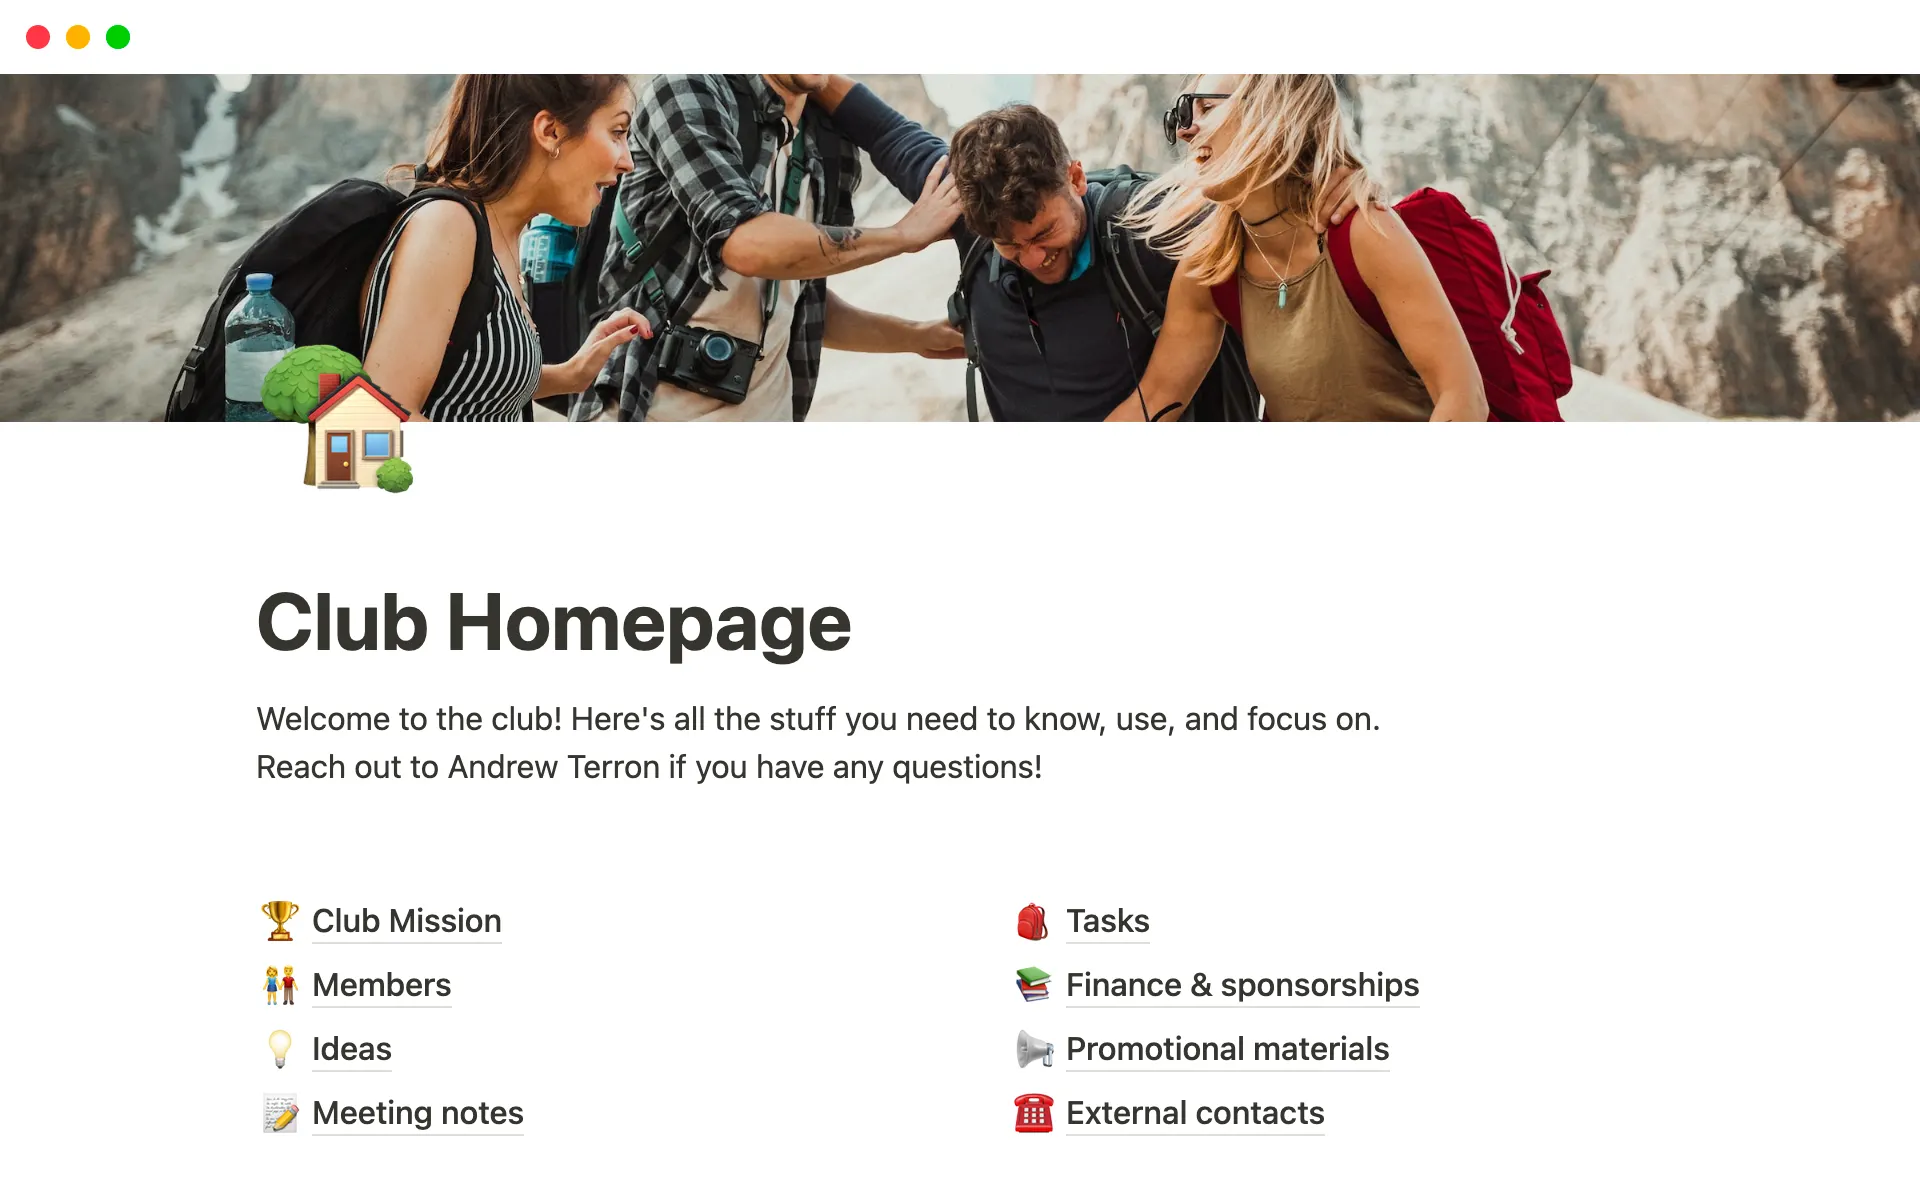 Club Homepage
Welcome to the club! Here's all the stuff you need to know, use, and focus on.
Reach out to Andrew Terron if you have any questions!
Club Mission
Members
Ideas
Meeting notes
Tasks
Finance & sponsorships
Promotional materials
External contacts